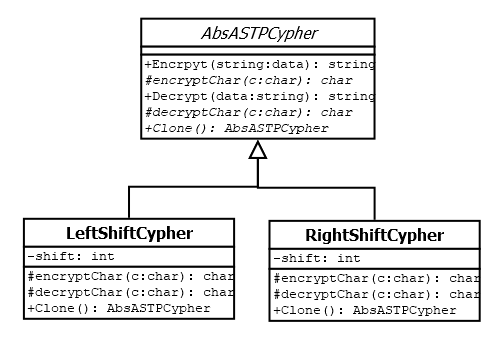 AbsASTPCypher
+Encrpyt(string:data): string
#encryptChar(c:char): char
+Decrypt(data:string): string
#decryptChar(c:char): char
+Clone(): AbsASTPCypher
LeftShiftCypher
-shift: int
#encryptChar(c:char): char
#decryptChar(c:char): char
+Clone(): AbsASTPCypher
RightShiftCypher
-shift: int
#encryptChar(c:char): char
#decryptChar(c:char): char
+Clone(): AbsASTPCypher